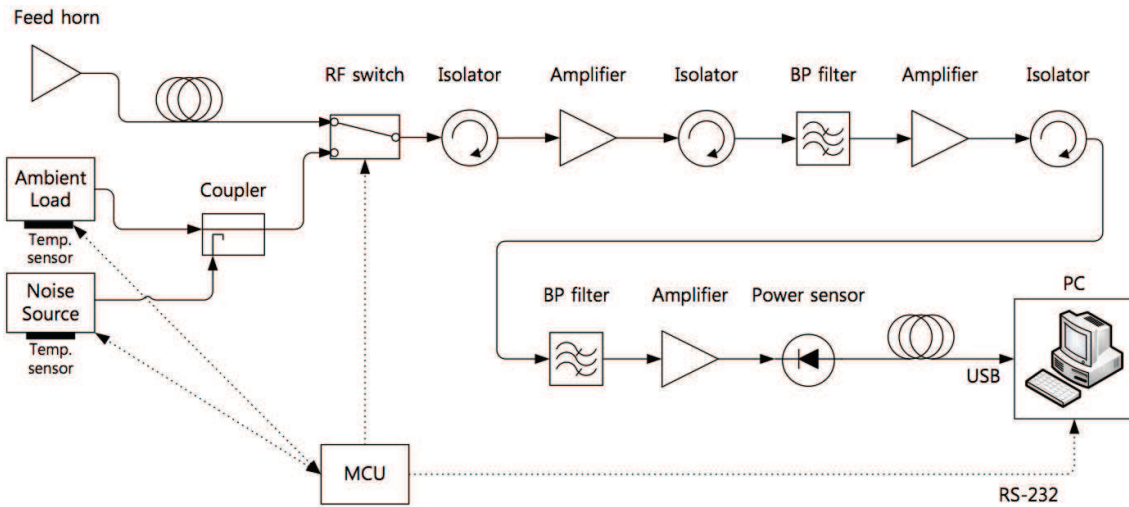 Feed horn
RF switch
Isolator
Amplifier
Isolator
BP filter
Amplifier
Isolator
Ambient
Load
Temp.
sensor
Coupler
Noise
Source
Temp.
sensor
BP filter
Amplifier
Power sensor
PC
USB
MCU
RS-232